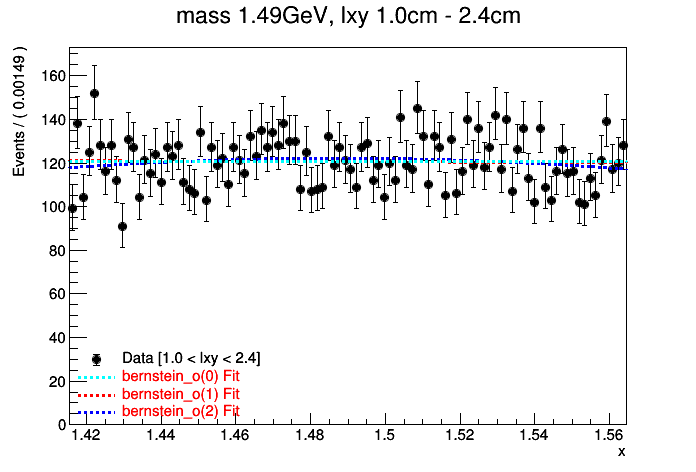 mass 1.49GeV, lxy 1.0cm - 2.4cm
Events / ( 0.00149 )
160
140
120
100
80
60
40
20
0
Data [1.0 < lxy < 2.4]
bernstein_o(0) Fit
bernstein_o(1) Fit
bernstein_o(2) Fit
1.42 1.44 1.46 1.48 1.5 1.52 1.54 1.56
x